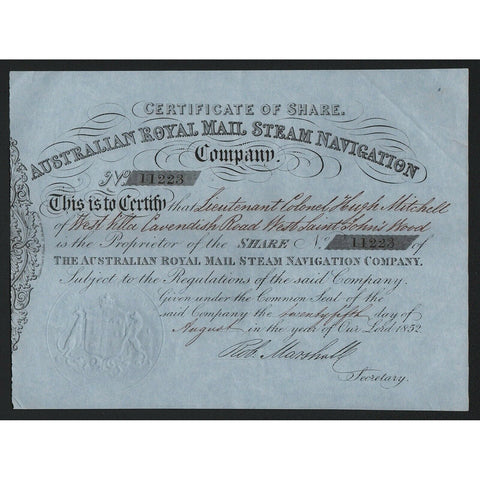 CERTIFICATE OF SHARE.
AUSTRALIAN ROYAL MAIL STEAM NAVIGATION
Company.
No. 11223
This is to Certify that Lieutenant Colonel Hugh Mitchell
of West Villa Cavendish Road West Saint John's Wood
is the Proprietor of the SHARE No. 11223 of
THE AUSTRALIAN ROYAL MAIL STEAM NAVIGATION COMPANY.
Subject to the Regulations of the said Company.
Given under the Common Seal of the
said Company the twentyfifth day of
August in the year of Our Lord 1852
Rob. Marshall
Secretary.